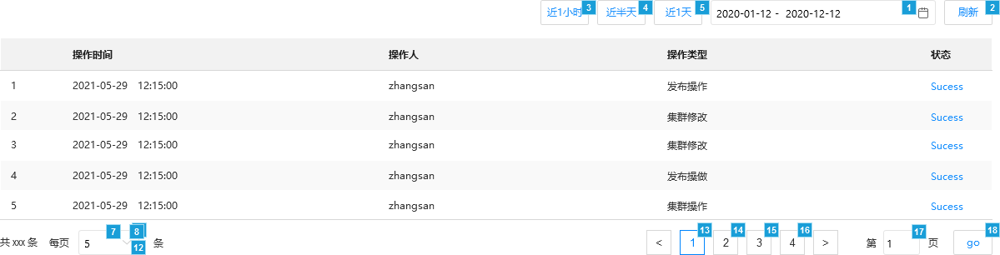 近1小时 3 近半天 4 近1天 5 2020-01-12 - 2020-12-12 1 刷新 2
操作时间 操作人 操作类型 状态
1 2021-05-29 12:15:00 zhangsan 发布操作 Sucess
2 2021-05-29 12:15:00 zhangsan 集群修改 Sucess
3 2021-05-29 12:15:00 zhangsan 集群修改 Sucess
4 2021-05-29 12:15:00 zhangsan 发布操做 Sucess
5 2021-05-29 12:15:00 zhangsan 集群操作 Sucess
共 xxx 条 每页 5 7 8 12 条 < 1 13 2 14 3 15 4 16 > 第 1 17 页 go 18